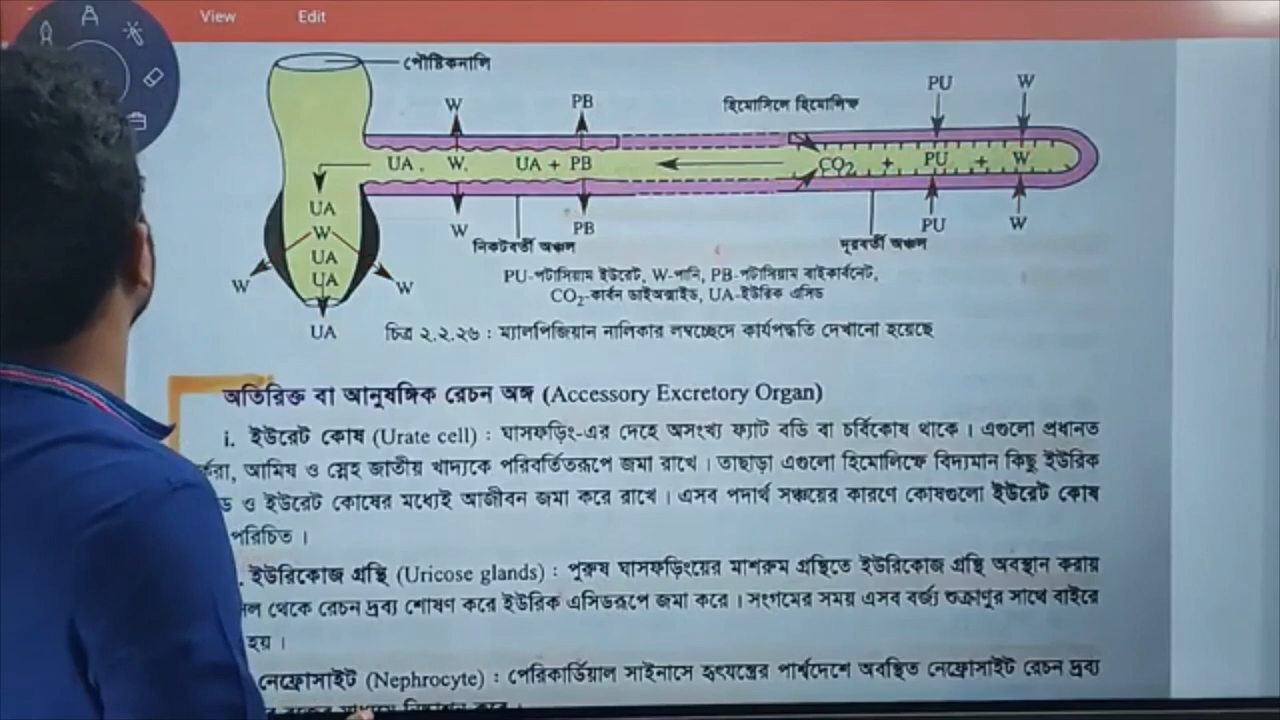 View Edit
পৌষ্টিকনালি
W PB হিমোসিলে হিমোলিম্ফ PU W
UA, W, UA + PB CO₂ + PU + W
UA
W
UA
UA
W W
UA
W PB PU W
নিকটবর্তী অঞ্চল দূরবর্তী অঞ্চল
PU-পটাসিয়াম ইউরেট, W-পানি, PB-পটাসিয়াম বাইকার্বনেট,
CO₂-কার্বন ডাইঅক্সাইড, UA-ইউরিক এসিড
চিত্র ২.২.২৬ : ম্যালপিজিয়ান নালিকার লম্বচ্ছেদে কার্যপদ্ধতি দেখানো হয়েছে
অতিরিক্ত বা আনুষঙ্গিক রেচন অঙ্গ (Accessory Excretory Organ)
i. ইউরেট কোষ (Urate cell) : ঘাসফড়িং-এর দেহে অসংখ্য ফ্যাট বডি বা চর্বিকোষ থাকে। এগুলো প্রধানত
আমিষ ও স্নেহ জাতীয় খাদ্যকে পরিবর্তিতরূপে জমা রাখে। তাছাড়া এগুলো হিমোলিম্ফে বিদ্যমান কিছু ইউরিক
ও ইউরেট কোষের মধ্যেই আজীবন জমা করে রাখে। এসব পদার্থ সঞ্চয়ের কারণে কোষগুলো ইউরেট কোষ
পরিচিত।
ইউরিকোজ গ্রন্থি (Uricose glands) : পুরুষ ঘাসফড়িংয়ের মাশরুম গ্রন্থিতে ইউরিকোজ গ্রন্থি অবস্থান করায়
থেকে রেচন দ্রব্য শোষণ করে ইউরিক এসিডরূপে জমা করে। সংগমের সময় এসব বর্জ্য শুক্রাণুর সাথে বাইরে
হয়।
নেফ্রোসাইট (Nephrocyte) : পেরিকার্ডিয়াল সাইনাসে হৃৎযন্ত্রের পার্শ্বদেশে অবস্থিত নেফ্রোসাইট রেচন দ্রব্য